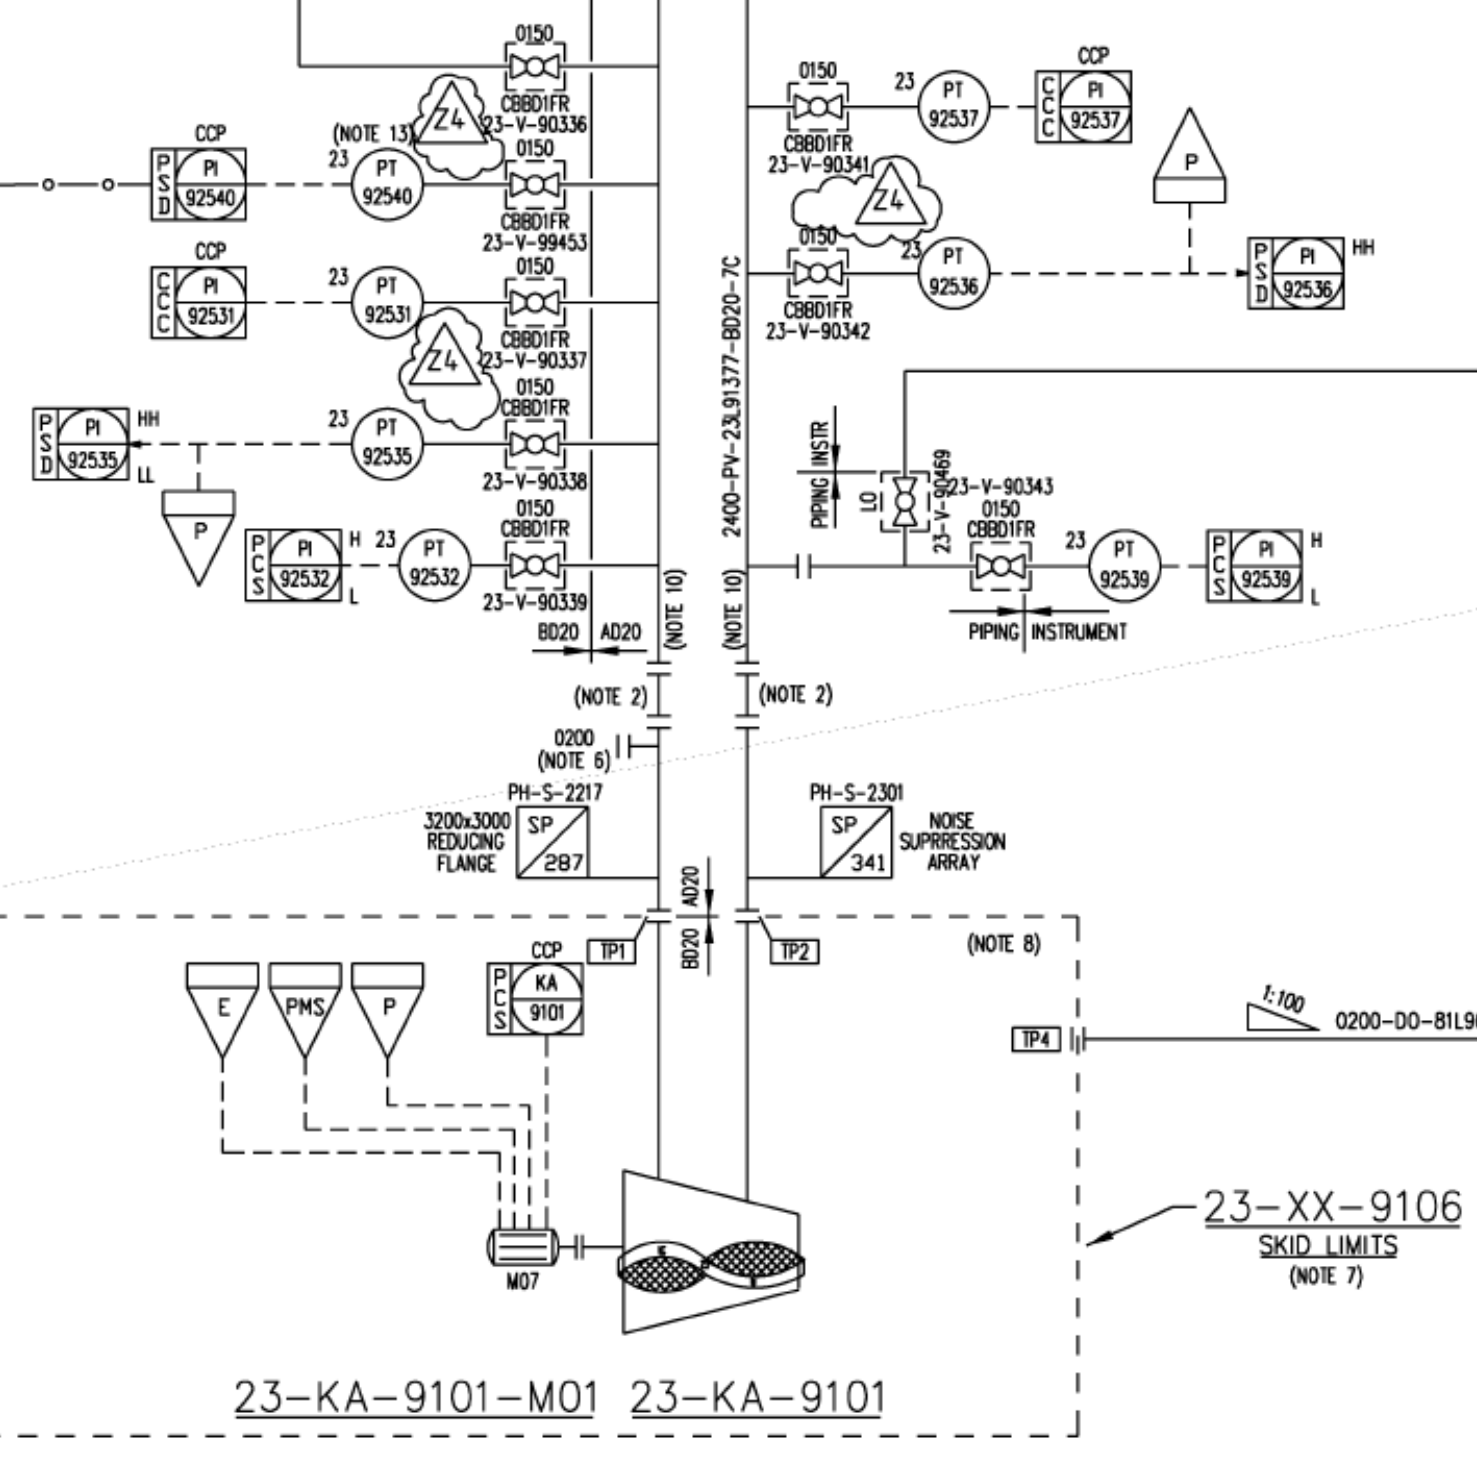 0150
CBBD1FR
23-V-90336
Z4
CCP
(NOTE 13)
0150
PSD
PI
92540
23
PT
92540
CBBD1FR
23-V-99453
CCP
0150
CCC
PI
92531
23
PT
92531
CBBD1FR
23-V-90337
Z4
0150
CBBD1FR
PSD
PI
92535
HH
LL
23
PT
92535
23-V-90338
P
0150
CBBD1FR
PCS
PI
92532
H
L
23
PT
92532
23-V-90339
BD20
AD20
(NOTE 10)
(NOTE 2)
0200
(NOTE 6)
PH-S-2217
3200x3000
REDUCING
FLANGE
SP
287
0150
CBBD1FR
23-V-90341
23
PT
92537
CCP
CCC
PI
92537
P
Z4
0150
CBBD1FR
23-V-90342
23
PT
92536
PSD
PI
92536
HH
2400-PV-23L91377-BD20-7C
(NOTE 10)
PIPING
INSTR
LO
23-V-90469
23-V-90343
0150
CBBD1FR
23
PT
92539
PCS
PI
92539
H
L
PIPING
INSTRUMENT
(NOTE 2)
PH-S-2301
SP
341
NOISE
SUPRRESSION
ARRAY
AD20
BD20
TP1
TP2
(NOTE 8)
E
PMS
P
CCP
PCS
KA
9101
TP4
1:100
0200-DO-81L9
M07
23-XX-9106
SKID LIMITS
(NOTE 7)
23-KA-9101-M01
23-KA-9101